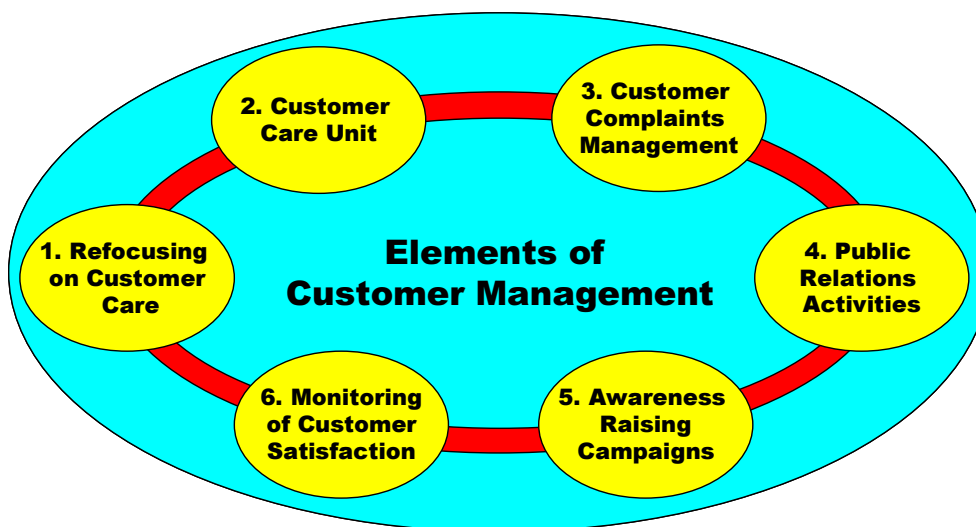 2. Customer
Care Unit
3. Customer
Complaints
Management
1. Refocusing
on Customer
Care
Elements of
Customer Management
4. Public
Relations
Activities
6. Monitoring
of Customer
Satisfaction
5. Awareness
Raising
Campaigns